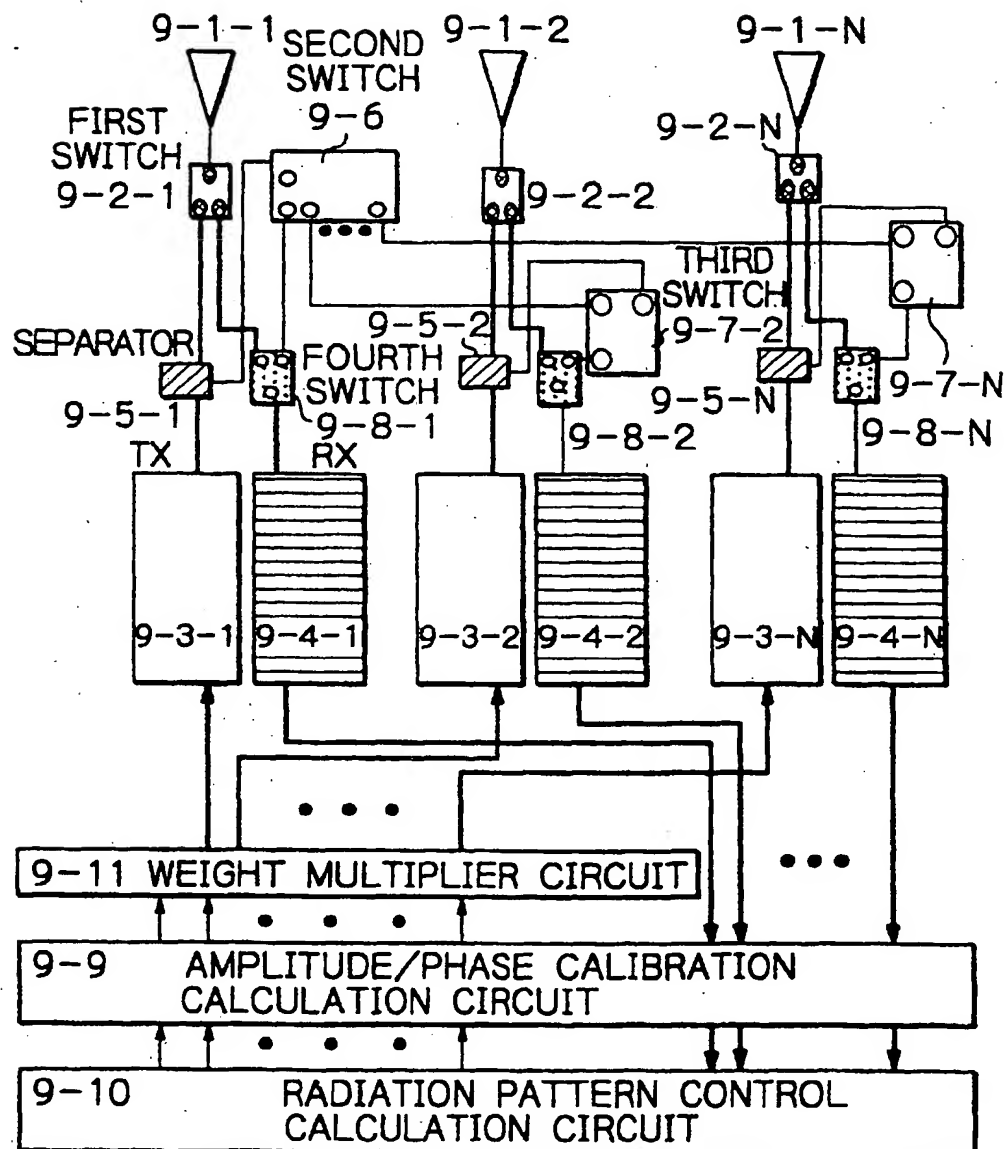 9-1-1
SECOND
SWITCH
9-6
9-1-2
9-1-N
FIRST
SWITCH
9-2-1
9-2-2
9-2-N
THIRD
SWITCH
9-7-2
9-7-N
SEPARATOR
9-5-1
FOURTH
SWITCH
9-8-1
9-5-2
9-8-2
9-5-N
9-8-N
TX
RX
9-3-1
9-4-1
9-3-2
9-4-2
9-3-N
9-4-N
9-11 WEIGHT MULTIPLIER CIRCUIT
9-9 AMPLITUDE/PHASE CALIBRATION
CALCULATION CIRCUIT
9-10 RADIATION PATTERN CONTROL
CALCULATION CIRCUIT